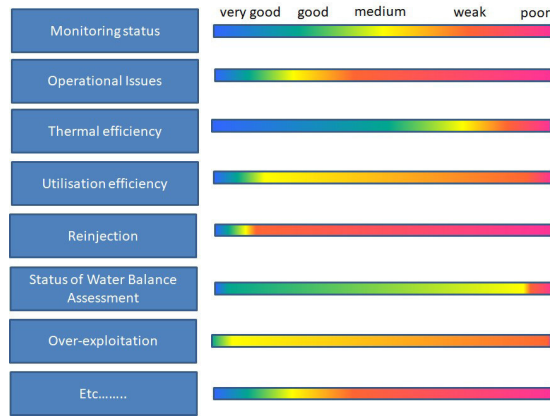 very good good medium weak poor
Monitoring status
Operational Issues
Thermal efficiency
Utilisation efficiency
Reinjection
Status of Water Balance
Assessment
Over-exploitation
Etc........